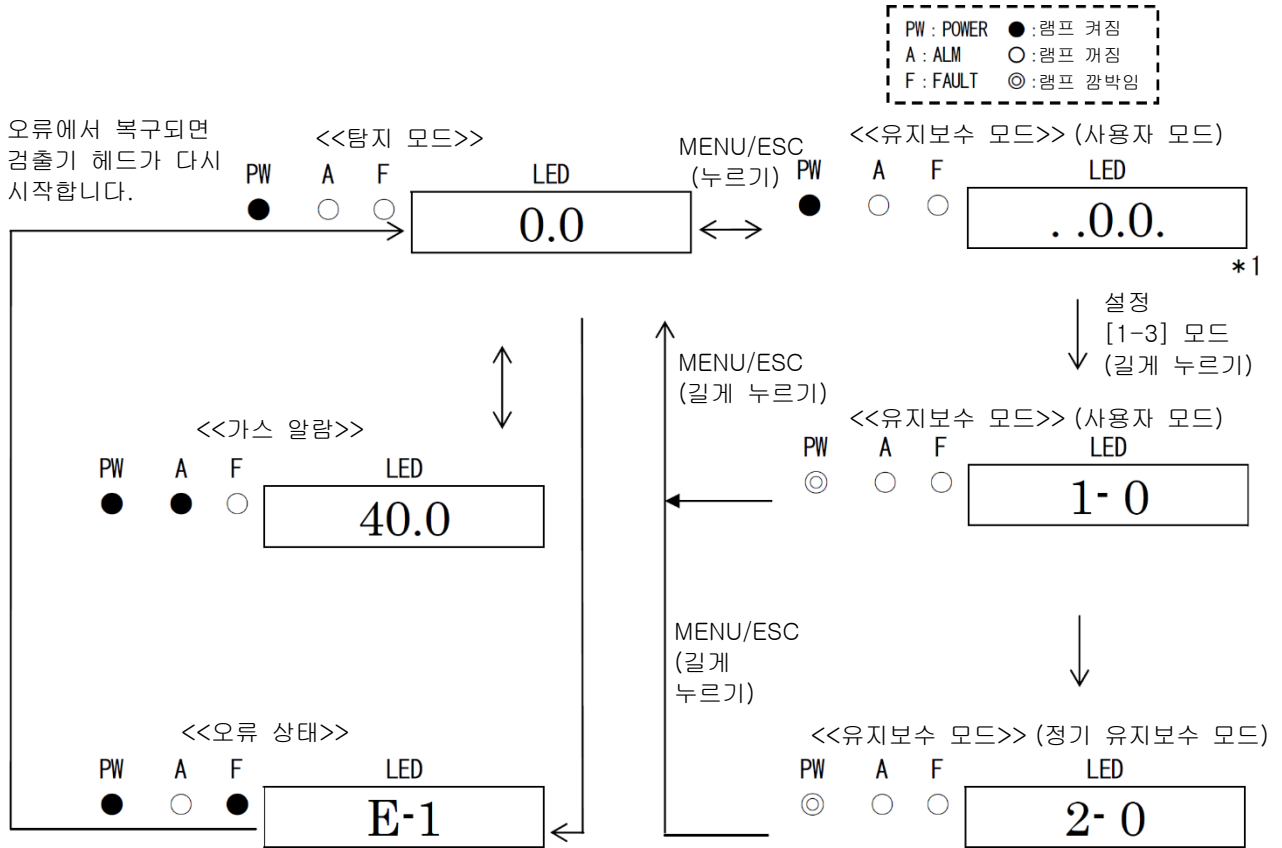 PW : POWER ● :램프 켜짐
A : ALM ○ :램프 꺼짐
F : FAULT ◎ :램프 깜박임
오류에서 복구되면
검출기 헤드가 다시
시작합니다.
<<탐지 모드>>
PW A F LED
0.0
MENU/ESC
(누르기)
<<유지보수 모드>> (사용자 모드)
PW A F LED
. .0.0.
*1
설정
[1-3] 모드
(길게 누르기)
MENU/ESC
(길게 누르기)
<<가스 알람>>
PW A F LED
40.0
<<유지보수 모드>> (사용자 모드)
PW A F LED
1- 0
MENU/ESC
(길게
누르기)
<<오류 상태>>
PW A F LED
E-1
<<유지보수 모드>> (정기 유지보수 모드)
PW A F LED
2- 0